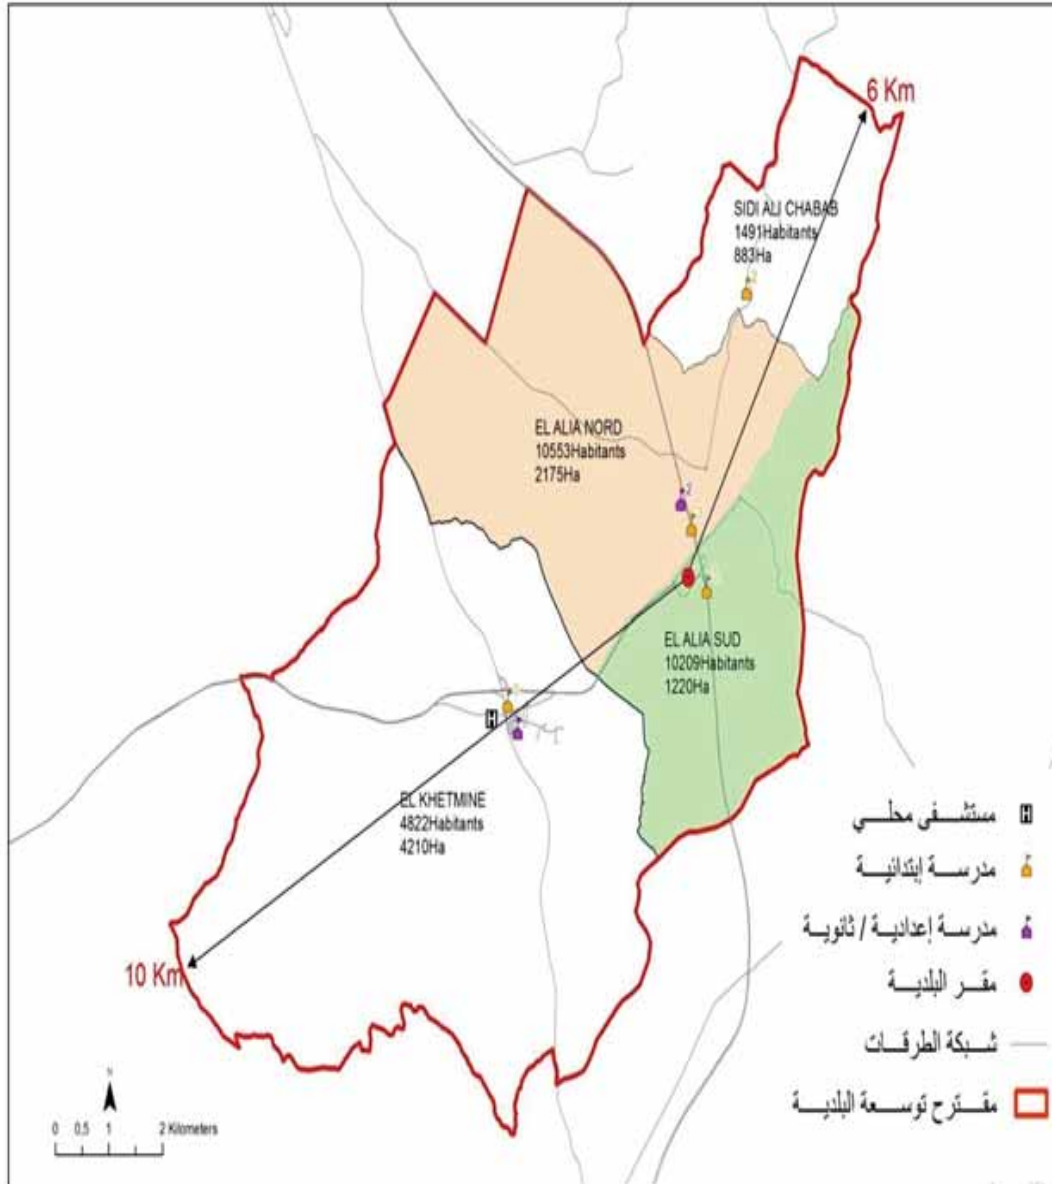 6 Km
SIDI ALI CHABAB
1491Habitants
883Ha
2
EL ALIA NORD
10553Habitants
2175Ha
2
EL ALIA SUD
10209Habitants
1220Ha
H
EL KHETMINE
4822Habitants
4210Ha
10 Km
H مستشفى محلي
مدرسة إبتدائية
مدرسة إعدادية / ثانوية
مقر البلدية
شبكة الطرقات
مقترح توسعة البلدية
N
0 0,5 1 2 Kilometers